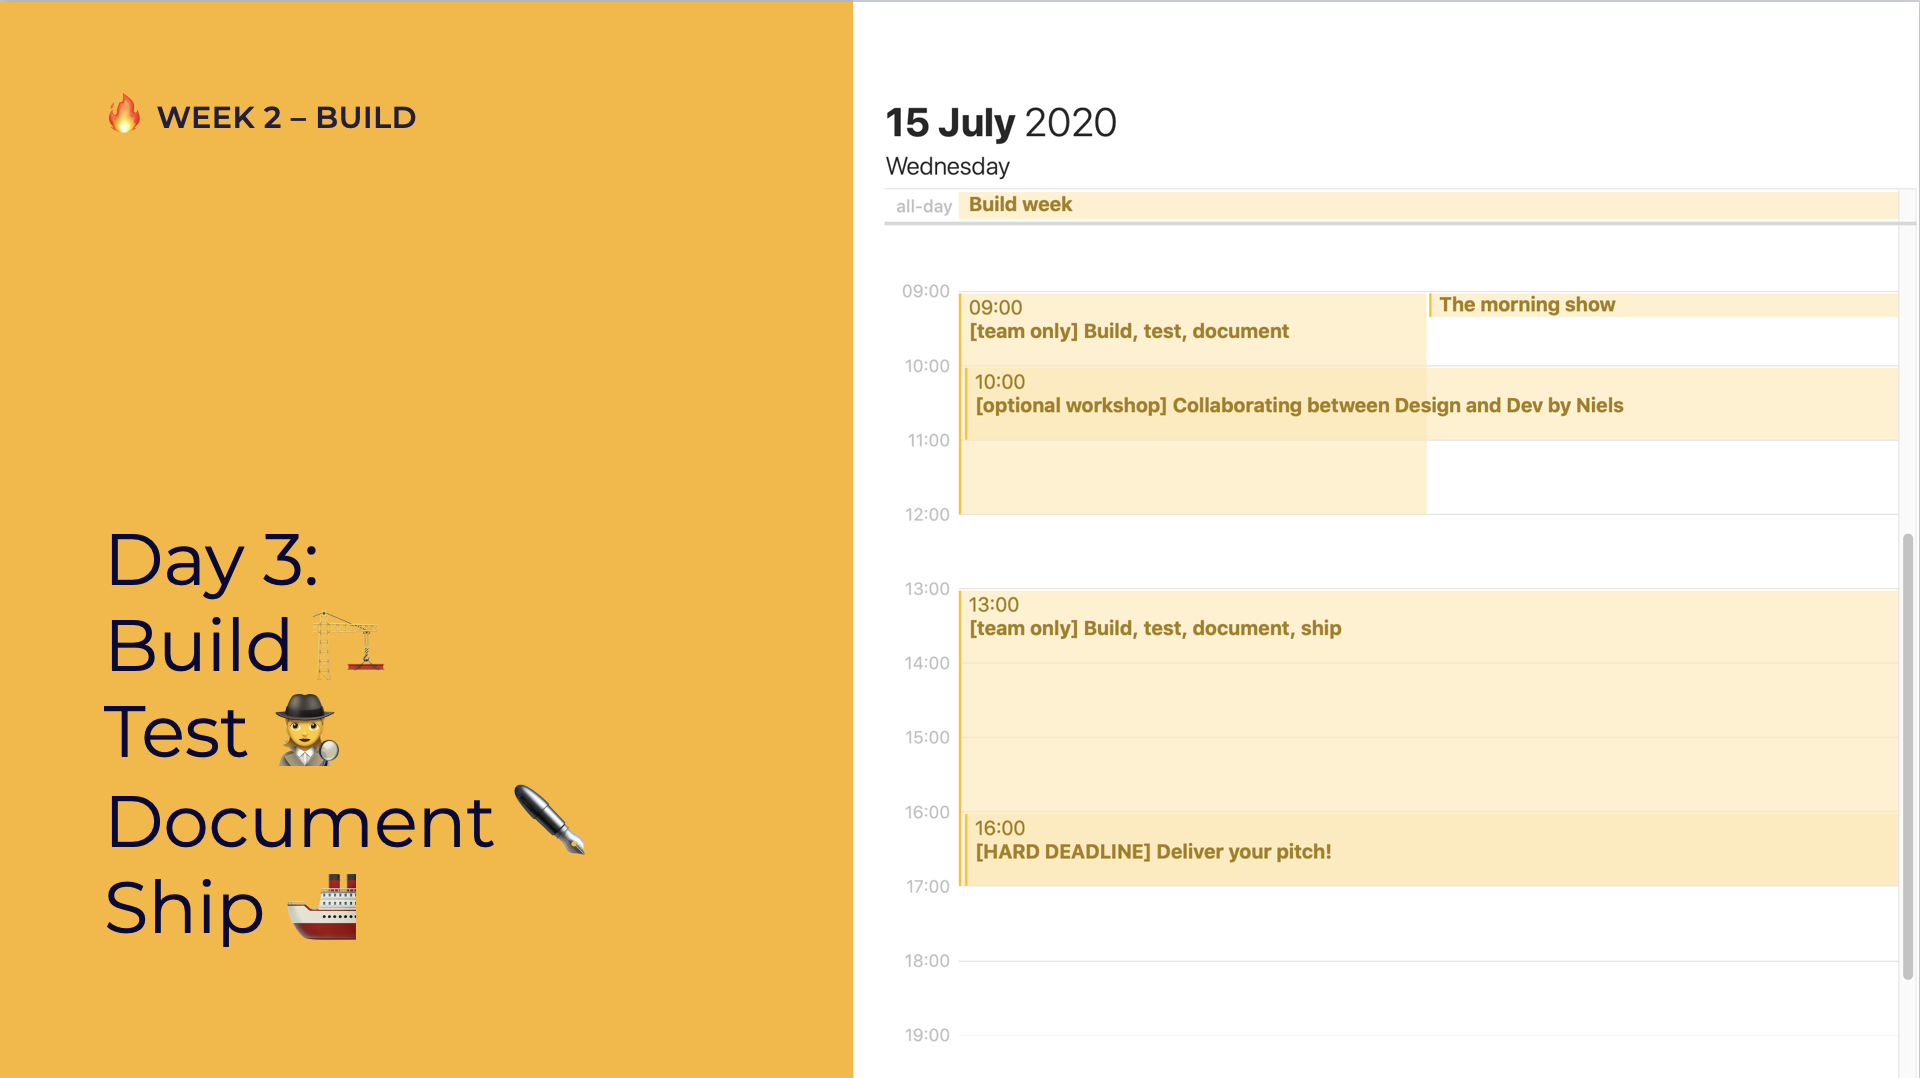 🔥 WEEK 2 – BUILD
Day 3:
Build 🏗
Test 🕵️‍♀️
Document 🖋
Ship 🚢
15 July 2020
Wednesday
all-day Build week
09:00
09:00
[team only] Build, test, document
The morning show
10:00
10:00
[optional workshop] Collaborating between Design and Dev by Niels
11:00
12:00
13:00
13:00
[team only] Build, test, document, ship
14:00
15:00
16:00
16:00
[HARD DEADLINE] Deliver your pitch!
17:00
18:00
19:00